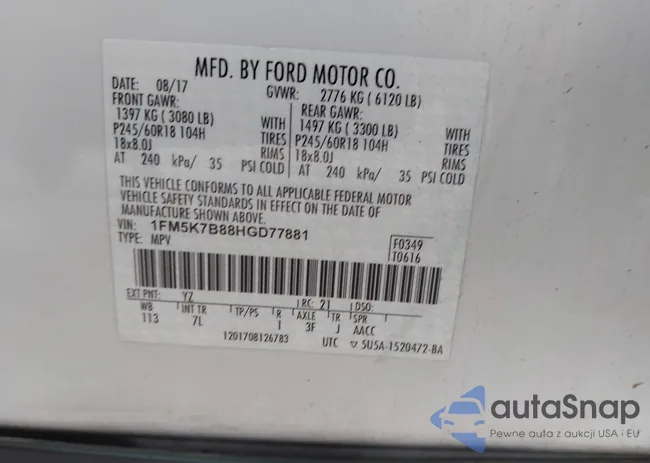 MFD. BY FORD MOTOR CO.
DATE: 08/17 GVWR: 2776 KG ( 6120 LB)
FRONT GAWR: REAR GAWR:
1397 KG ( 3080 LB) WITH 1497 KG ( 3300 LB) WITH
P245/60R18 104H TIRES P245/60R18 104H TIRES
18x8.0J RIMS 18x8.0J RIMS
AT 240 kPa/ 35 PSI COLD AT 240 kPa/ 35 PSI COLD
THIS VEHICLE CONFORMS TO ALL APPLICABLE FEDERAL MOTOR
VEHICLE SAFETY STANDARDS IN EFFECT ON THE DATE OF
MANUFACTURE SHOWN ABOVE.
VIN: 1FM5K7B88HGD77881
TYPE: MPV
F0349
T0616
EXT PNT: YZ RC: 21 DSO:
WB INT TR TP/PS R AXLE TR SPR
113 7L 1 3F J AACC
1201708126783 UTC ▽ 5U5A-1520472-BA
autaSnap
Pewne auta z aukcji USA i EU